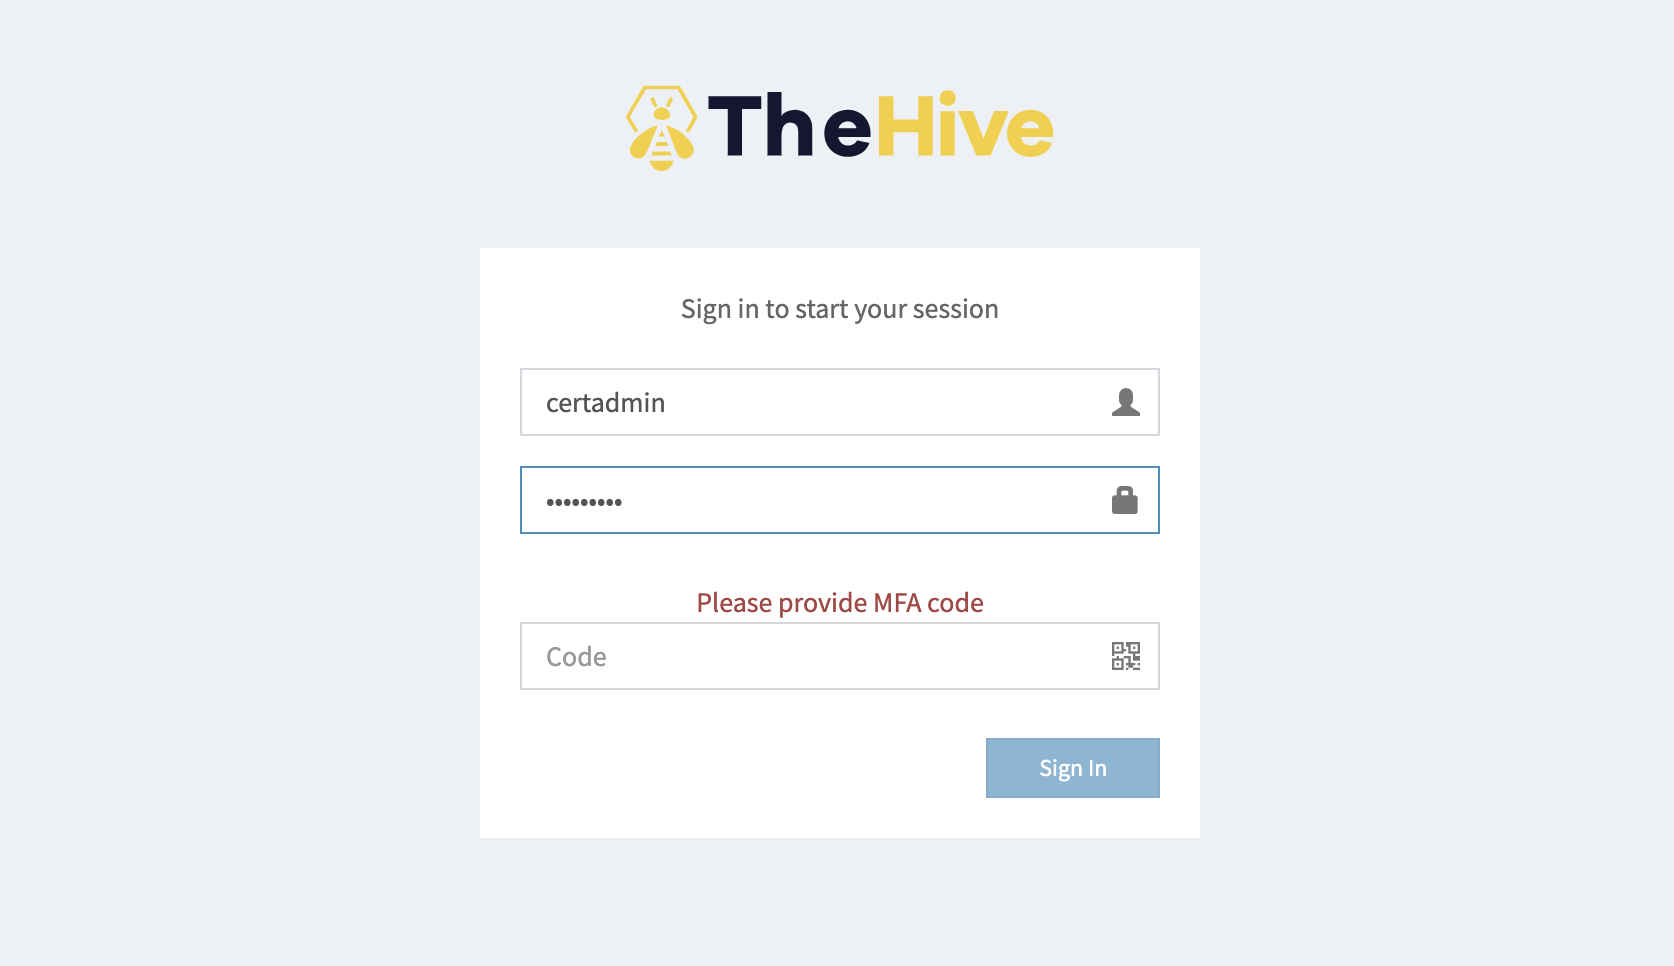 TheHive
Sign in to start your session
certadmin
•••••••••
Please provide MFA code
Code
Sign In